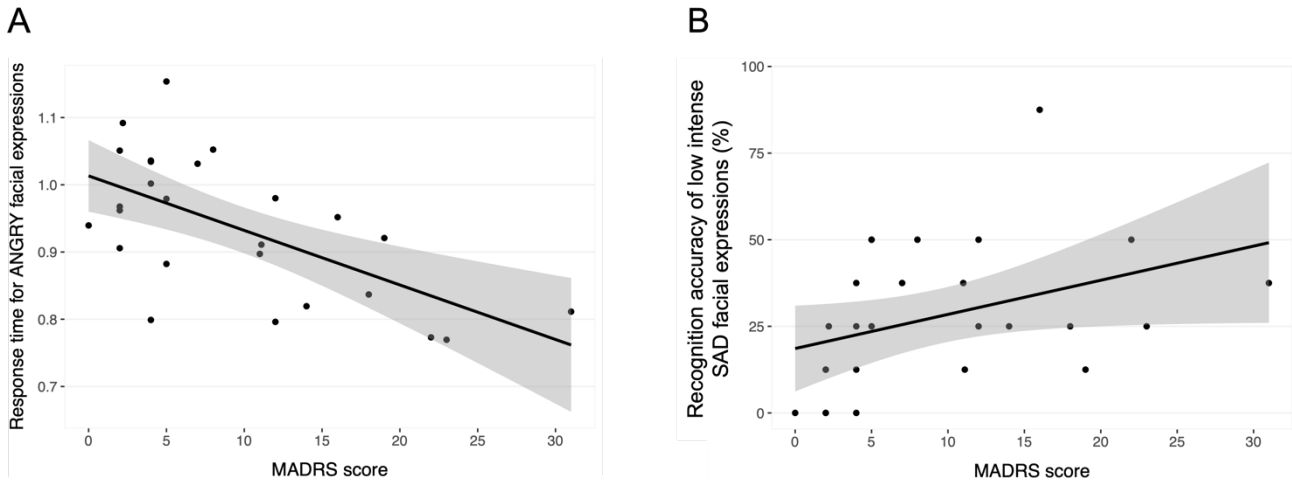 A
Response time for ANGRY facial expressions
1.1
1.0
0.9
0.8
0.7
0 5 10 15 20 25 30
MADRS score
B
Recognition accuracy of low intense
SAD facial expressions (%)
100
75
50
25
0
0 5 10 15 20 25 30
MADRS score